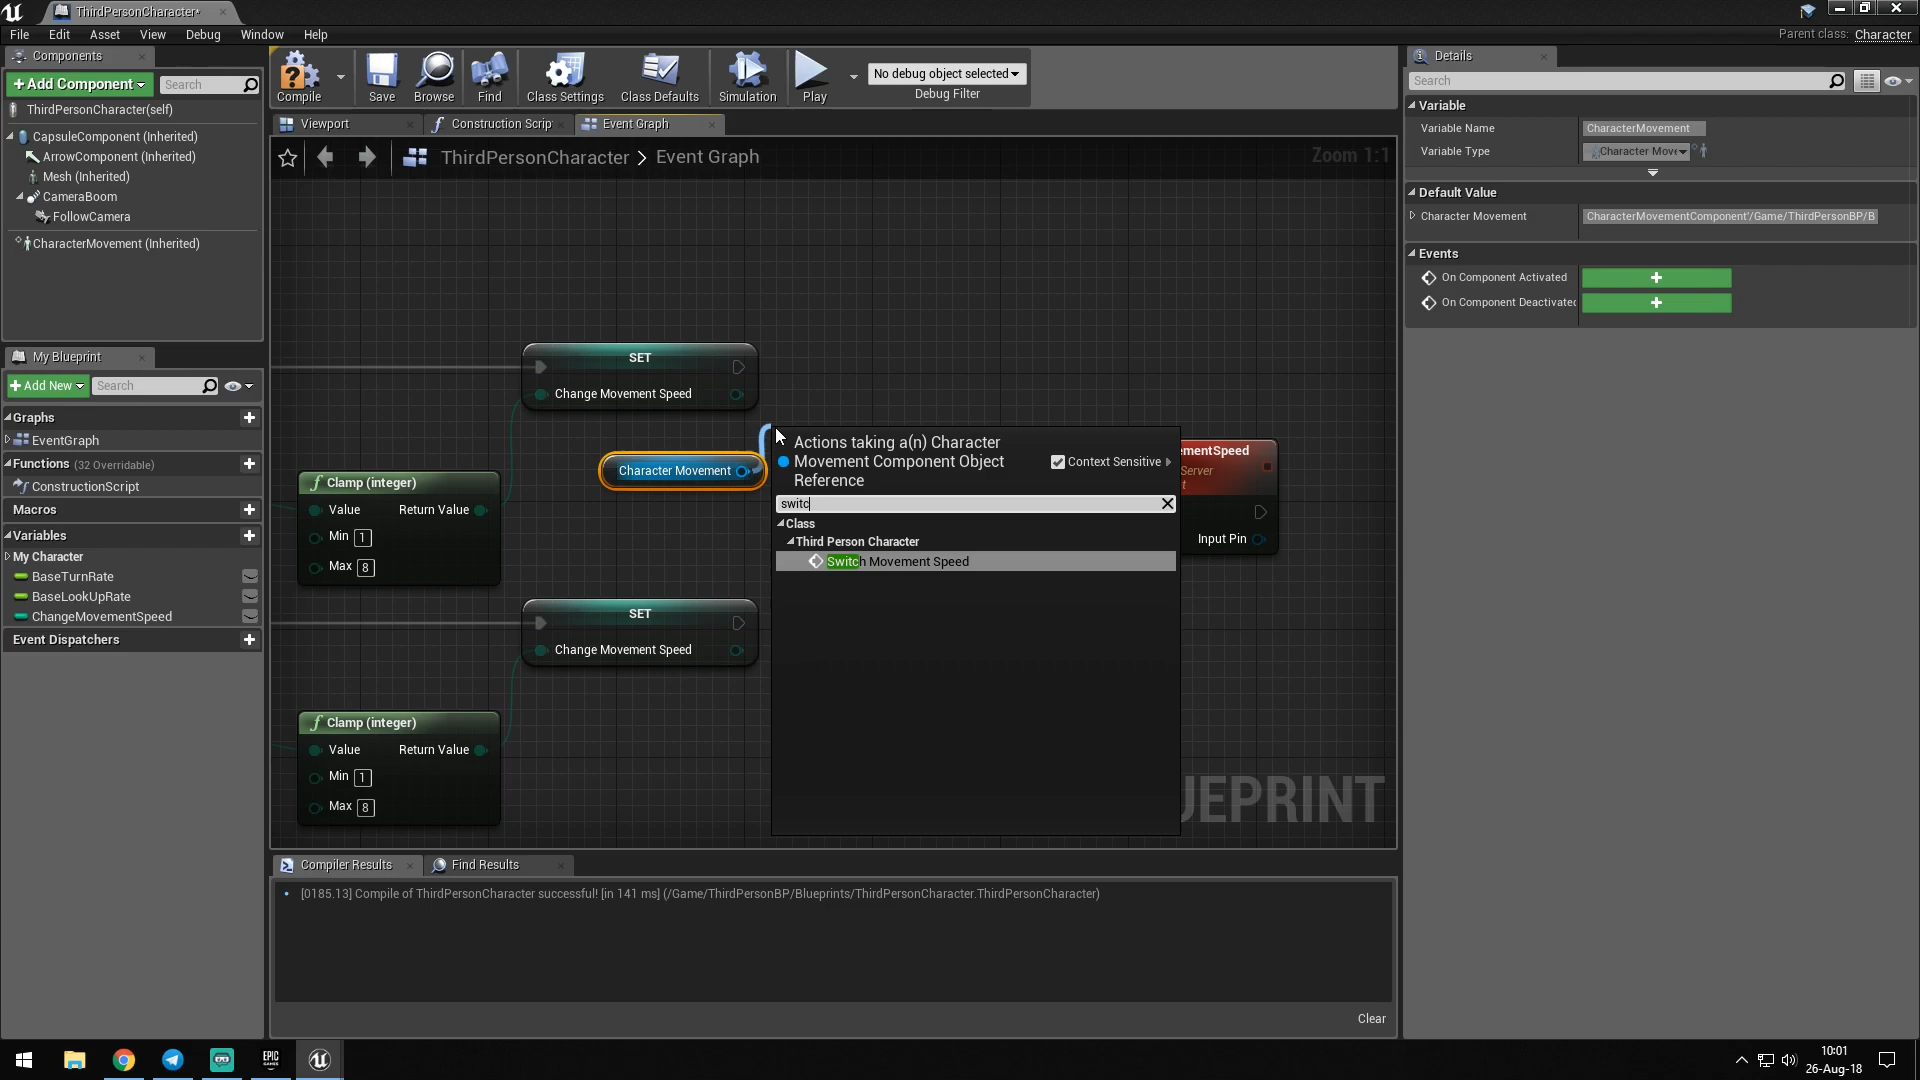 ThirdPersonCharacter*
File Edit Asset View Debug Window Help
Parent class: Character
Components
+Add Component
Search
ThirdPersonCharacter(self)
CapsuleComponent (Inherited)
ArrowComponent (Inherited)
Mesh (Inherited)
CameraBoom
FollowCamera
CharacterMovement (Inherited)
Compile
Save
Browse
Find
Class Settings
Class Defaults
Simulation
Play
No debug object selected
Debug Filter
Viewport
Construction Scrip
Event Graph
ThirdPersonCharacter > Event Graph
Zoom 1:1
My Blueprint
+Add New
Search
Graphs
EventGraph
Functions (32 Overridable)
ConstructionScript
Macros
Variables
My Character
BaseTurnRate
BaseLookUpRate
ChangeMovementSpeed
Event Dispatchers
SET
Change Movement Speed
Character Movement
f Clamp (integer)
Value Return Value
Min 1
Max 8
SET
Change Movement Speed
f Clamp (integer)
Value Return Value
Min 1
Max 8
Actions taking a(n) Character
Movement Component Object
Reference
Context Sensitive
switc
Class
Third Person Character
Switch Movement Speed
ementSpeed
Server
t
Input Pin
UEPRINT
Details
Search
Variable
Variable Name CharacterMovement
Variable Type Character Move
Default Value
Character Movement CharacterMovementComponent'/Game/ThirdPersonBP/B
Events
On Component Activated
On Component Deactivated
Compiler Results
Find Results
[0185.13] Compile of ThirdPersonCharacter successful! [in 141 ms] (/Game/ThirdPersonBP/Blueprints/ThirdPersonCharacter.ThirdPersonCharacter)
Clear
EPIC
GAMES
10:01
26-Aug-18